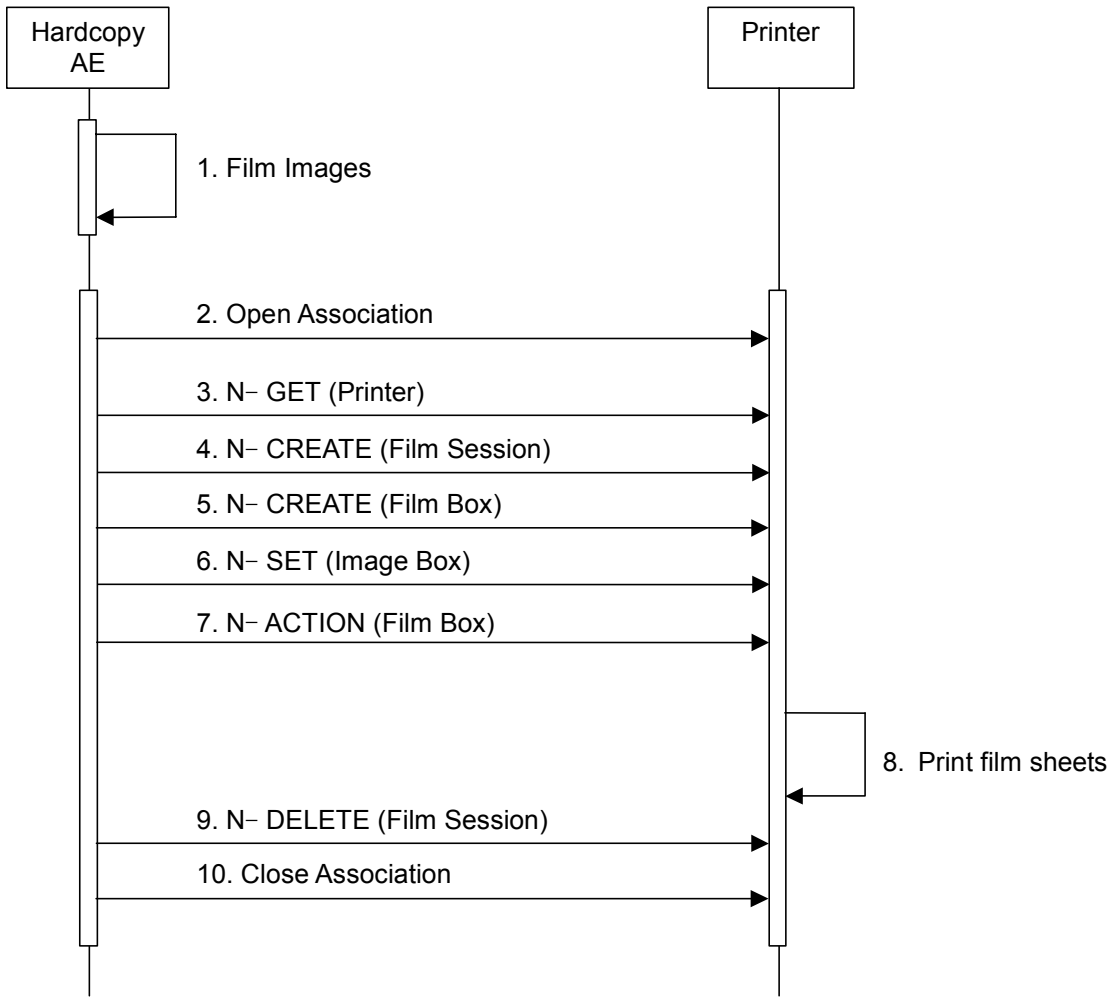 Hardcopy
AE
Printer
1. Film Images
2. Open Association
3. N− GET (Printer)
4. N− CREATE (Film Session)
5. N− CREATE (Film Box)
6. N− SET (Image Box)
7. N− ACTION (Film Box)
8. Print film sheets
9. N− DELETE (Film Session)
10. Close Association